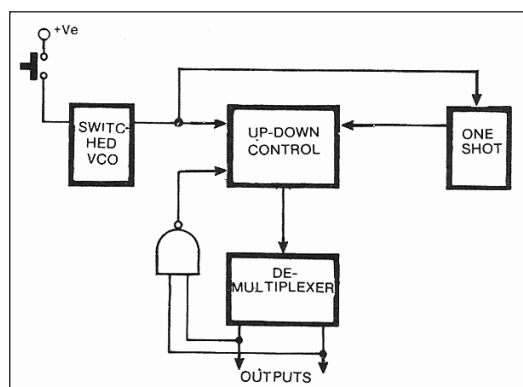 +Ve
SWITC-
HED
VCO
UP-DOWN
CONTROL
ONE
SHOT
DE-
MULTIPLEXER
OUTPUTS